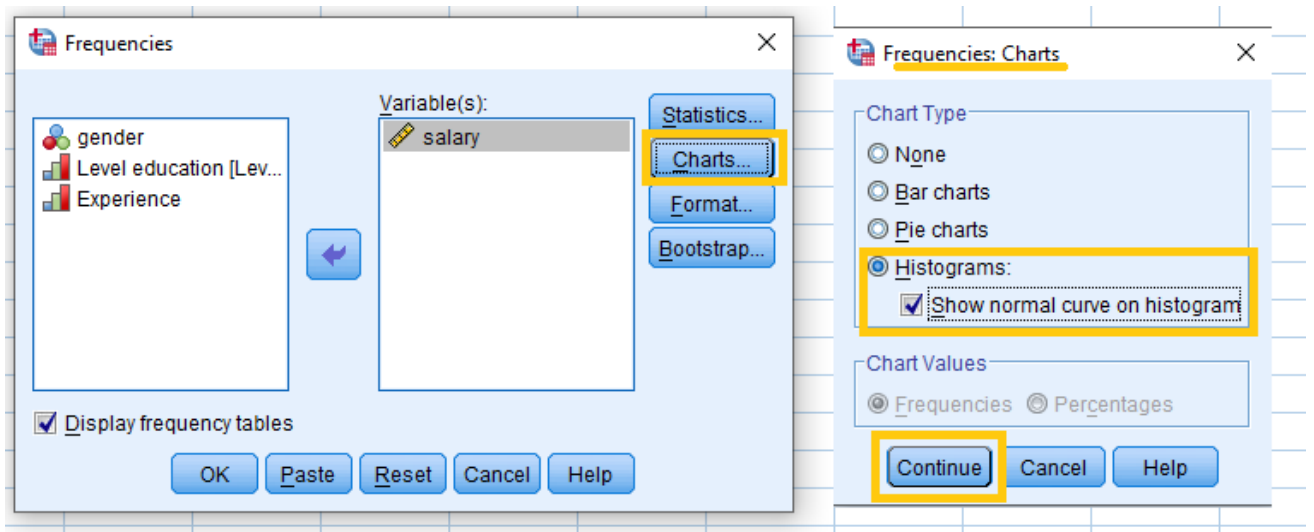 Frequencies
Variable(s):
gender
Level education [Lev...
Experience
salary
Statistics...
Charts...
Format...
Bootstrap...
Display frequency tables
OK Paste Reset Cancel Help
Frequencies: Charts
Chart Type
None
Bar charts
Pie charts
Histograms:
Show normal curve on histogram
Chart Values
Frequencies Percentages
Continue Cancel Help